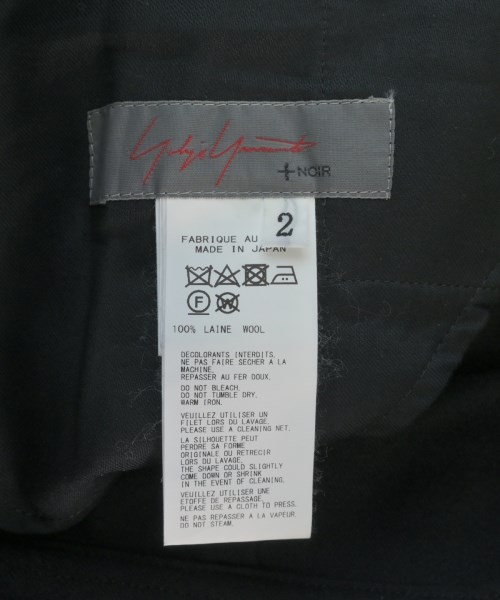 Yohji Yamamoto
+NOIR
2
FABRIQUE AU
MADE IN JAPAN
F
W
100% LAINE WOOL
DECOLORANTS INTERDITS.
NE PAS FAIRE SECHER A LA
MACHINE.
REPASSER AU FER DOUX.
DO NOT BLEACH.
DO NOT TUMBLE DRY.
WARM IRON.
VEUILLEZ UTILISER UN
FILET LORS DU LAVAGE.
PLEASE USE A CLEANING NET.
LA SILHOUETTE PEUT
PERDRE SA FORME
ORIGINALE OU RETRECIR
LORS DU LAVAGE.
THE SHAPE COULD SLIGHTLY
COME DOWN OR SHRINK
IN THE EVENT OF CLEANING.
VEUILLEZ UTILISER UNE
ETOFFE DE REPASSAGE.
PLEASE USE A CLOTH TO PRESS.
NE PAS REPASSER A LA VAPEUR.
DO NOT STEAM.